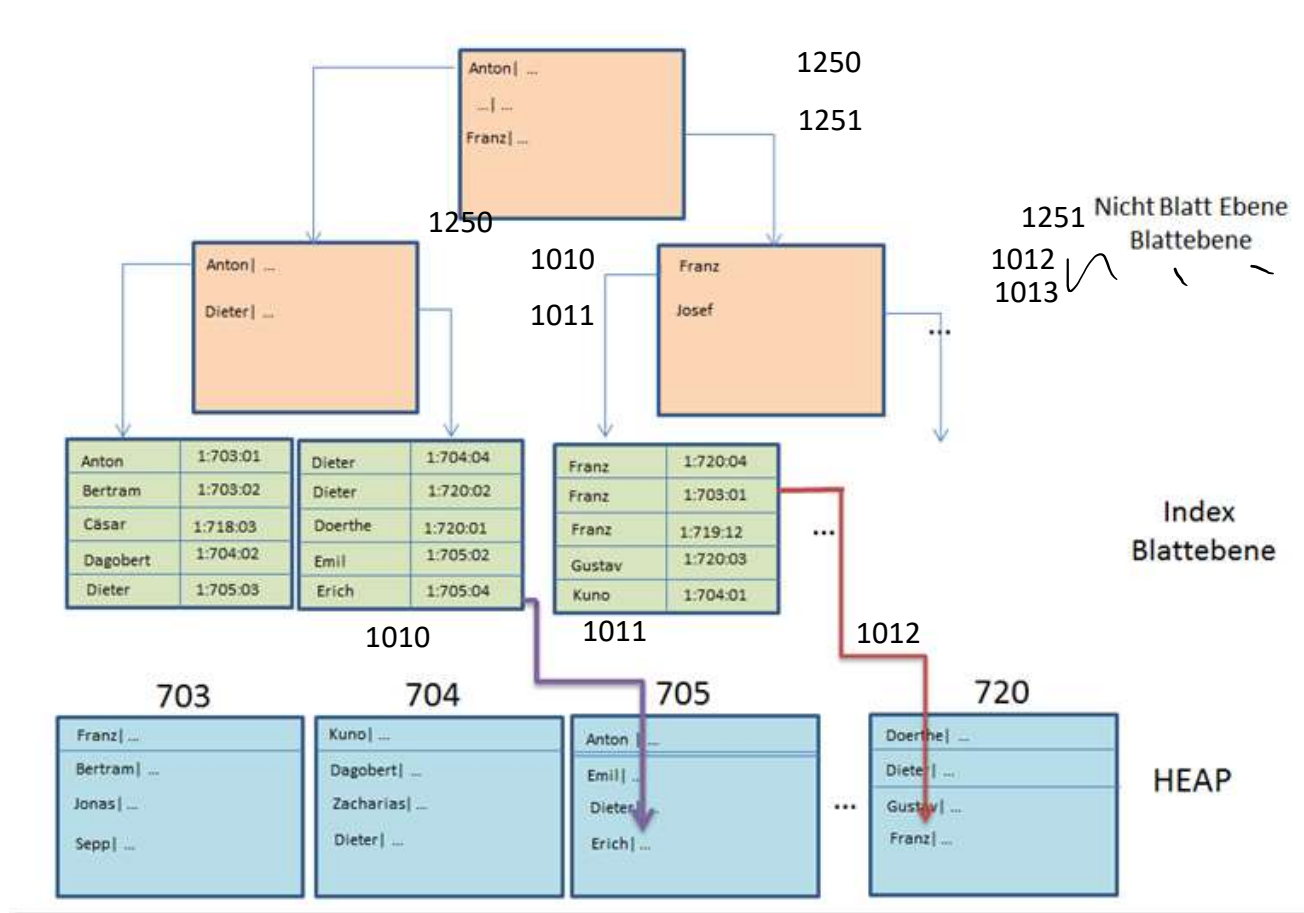 Anton| ...
...| ...
Franz| ...
1250
1251
1250
1251
Nicht Blatt Ebene
Blattebene
Anton| ...
Dieter| ...
1010
1011
Franz
Josef
1012
1013
...
Anton 1:703:01
Bertram 1:703:02
Cäsar 1:718:03
Dagobert 1:704:02
Dieter 1:705:03
Dieter 1:704:04
Dieter 1:720:02
Doerthe 1:720:01
Emil 1:705:02
Erich 1:705:04
Franz 1:720:04
Franz 1:703:01
Franz 1:719:12
Gustav 1:720:03
Kuno 1:704:01
...
Index
Blattebene
1010
1011
1012
703
704
705
720
Franz| ...
Bertram| ...
Jonas| ...
Sepp| ...
Kuno| ...
Dagobert| ...
Zacharias| ...
Dieter| ...
Anton | ...
Emil| ...
Dieter| ...
Erich| ...
...
Doerthe| ...
Dieter| ...
Gustav| ...
Franz| ...
HEAP